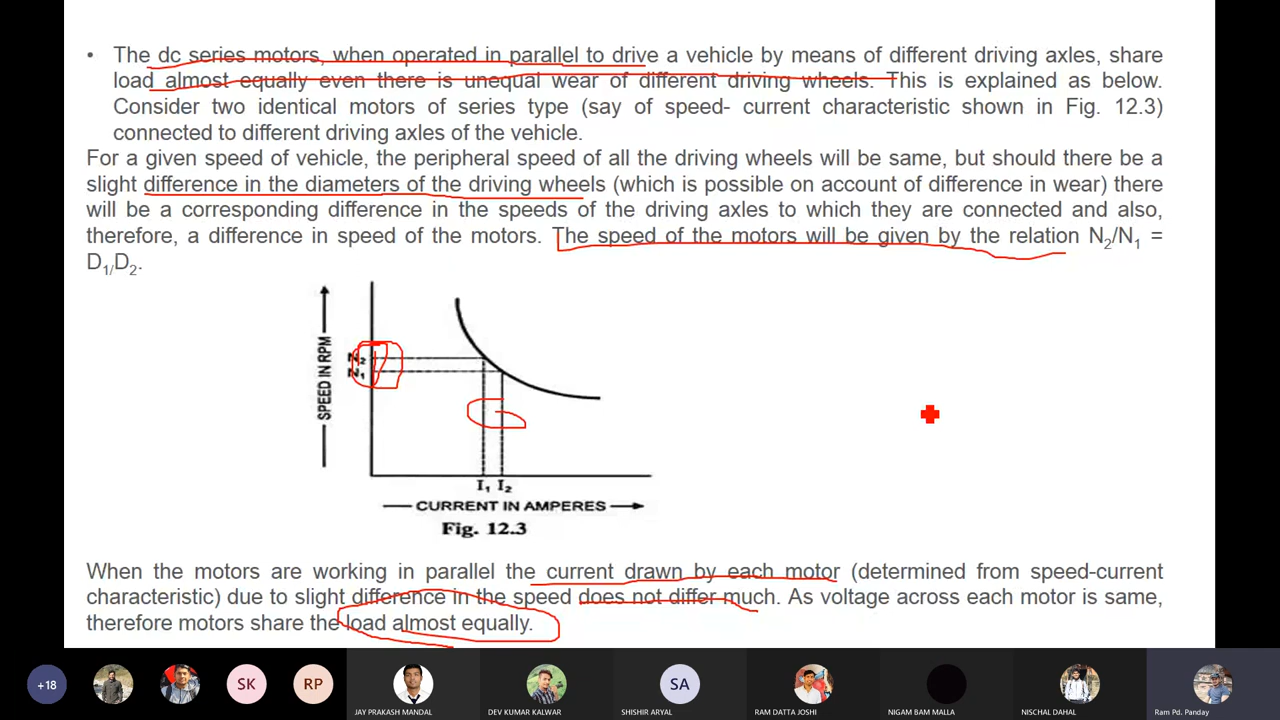 • The dc series motors, when operated in parallel to drive a vehicle by means of different driving axles, share
load almost equally even there is unequal wear of different driving wheels. This is explained as below.
Consider two identical motors of series type (say of speed- current characteristic shown in Fig. 12.3)
connected to different driving axles of the vehicle.
For a given speed of vehicle, the peripheral speed of all the driving wheels will be same, but should there be a
slight difference in the diameters of the driving wheels (which is possible on account of difference in wear) there
will be a corresponding difference in the speeds of the driving axles to which they are connected and also,
therefore, a difference in speed of the motors. The speed of the motors will be given by the relation N₂/N₁ =
D₁/D₂.
SPEED IN RPM
N₂
N₁
I₁ I₂
CURRENT IN AMPERES
Fig. 12.3
When the motors are working in parallel the current drawn by each motor (determined from speed-current
characteristic) due to slight difference in the speed does not differ much. As voltage across each motor is same,
therefore motors share the load almost equally.
+18
SK
RP
JAY PRAKASH MANDAL
DEV KUMAR KALWAR
SA
SHISHIR ARYAL
RAM DATTA JOSHI
NIGAM BAM MALLA
NISCHAL DAHAL
Ram Pd. Panday